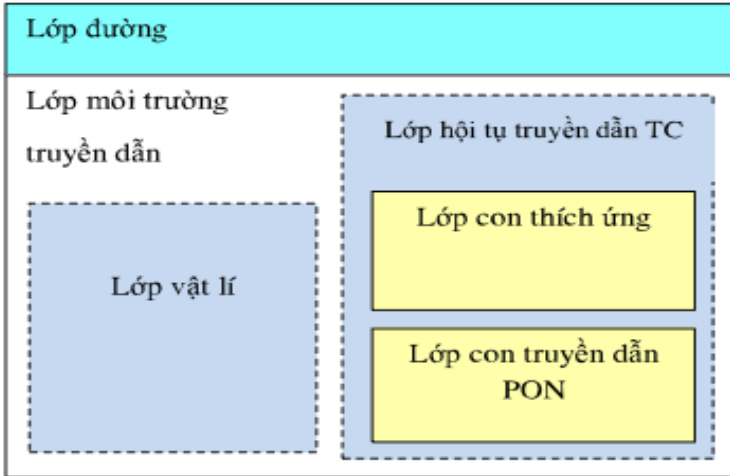 Lớp đường
Lớp môi trường
truyền dẫn
Lớp vật lí
Lớp hội tụ truyền dẫn TC
Lớp con thích ứng
Lớp con truyền dẫn
PON